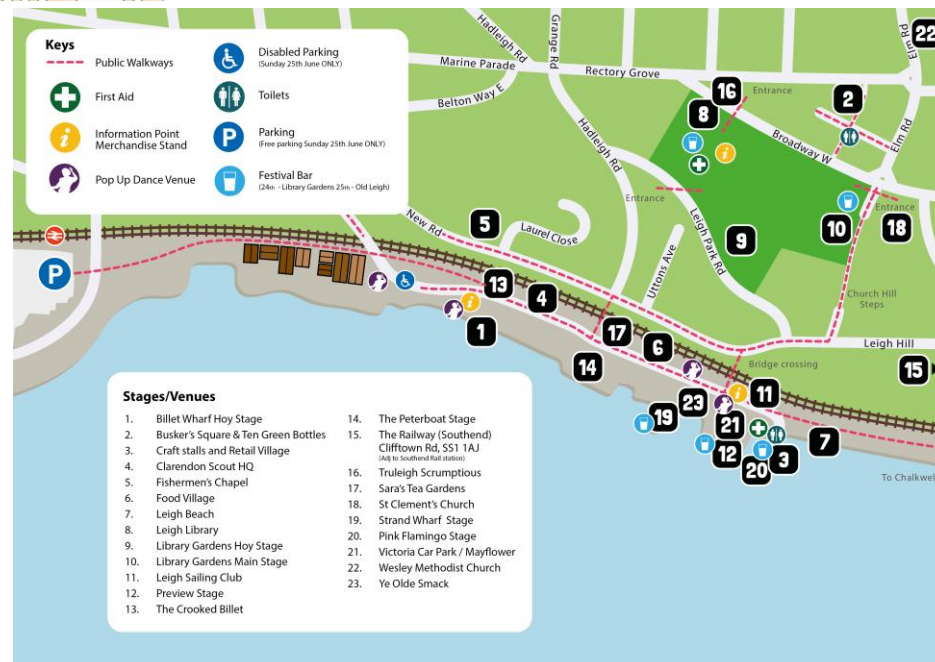 Keys
Public Walkways
First Aid
Information Point
Merchandise Stand
Pop Up Dance Venue
Disabled Parking
(Sunday 25th June ONLY)
Toilets
P
Parking
(Free parking Sunday 25th June ONLY)
Festival Bar
(24th - Library Gardens 25th - Old Leigh)
Hadleigh Rd
Grange Rd
Elm Rd
22
Marine Parade
Rectory Grove
Belton Way E
16
Entrance
2
8
Broadway W
Elm Rd
Hadleigh Rd
Entrance
Leigh Park Rd
10
Entrance
18
New Rd
5
Laurel Close
9
Uttons Ave
P
13
4
Church Hill
Steps
1
17
6
Leigh Hill
14
Bridge crossing
15
23
11
19
21
12
3
20
7
To Chalkwel
Stages/Venues
1. Billet Wharf Hoy Stage
2. Busker's Square & Ten Green Bottles
3. Craft stalls and Retail Village
4. Clarendon Scout HQ
5. Fishermen's Chapel
6. Food Village
7. Leigh Beach
8. Leigh Library
9. Library Gardens Hoy Stage
10. Library Gardens Main Stage
11. Leigh Sailing Club
12. Preview Stage
13. The Crooked Billet
14. The Peterboat Stage
15. The Railway (Southend)
Clifftown Rd, SS1 1AJ
(Adj to Southend Rail station)
16. Truleigh Scrumptious
17. Sara's Tea Gardens
18. St Clement's Church
19. Strand Wharf Stage
20. Pink Flamingo Stage
21. Victoria Car Park / Mayflower
22. Wesley Methodist Church
23. Ye Olde Smack